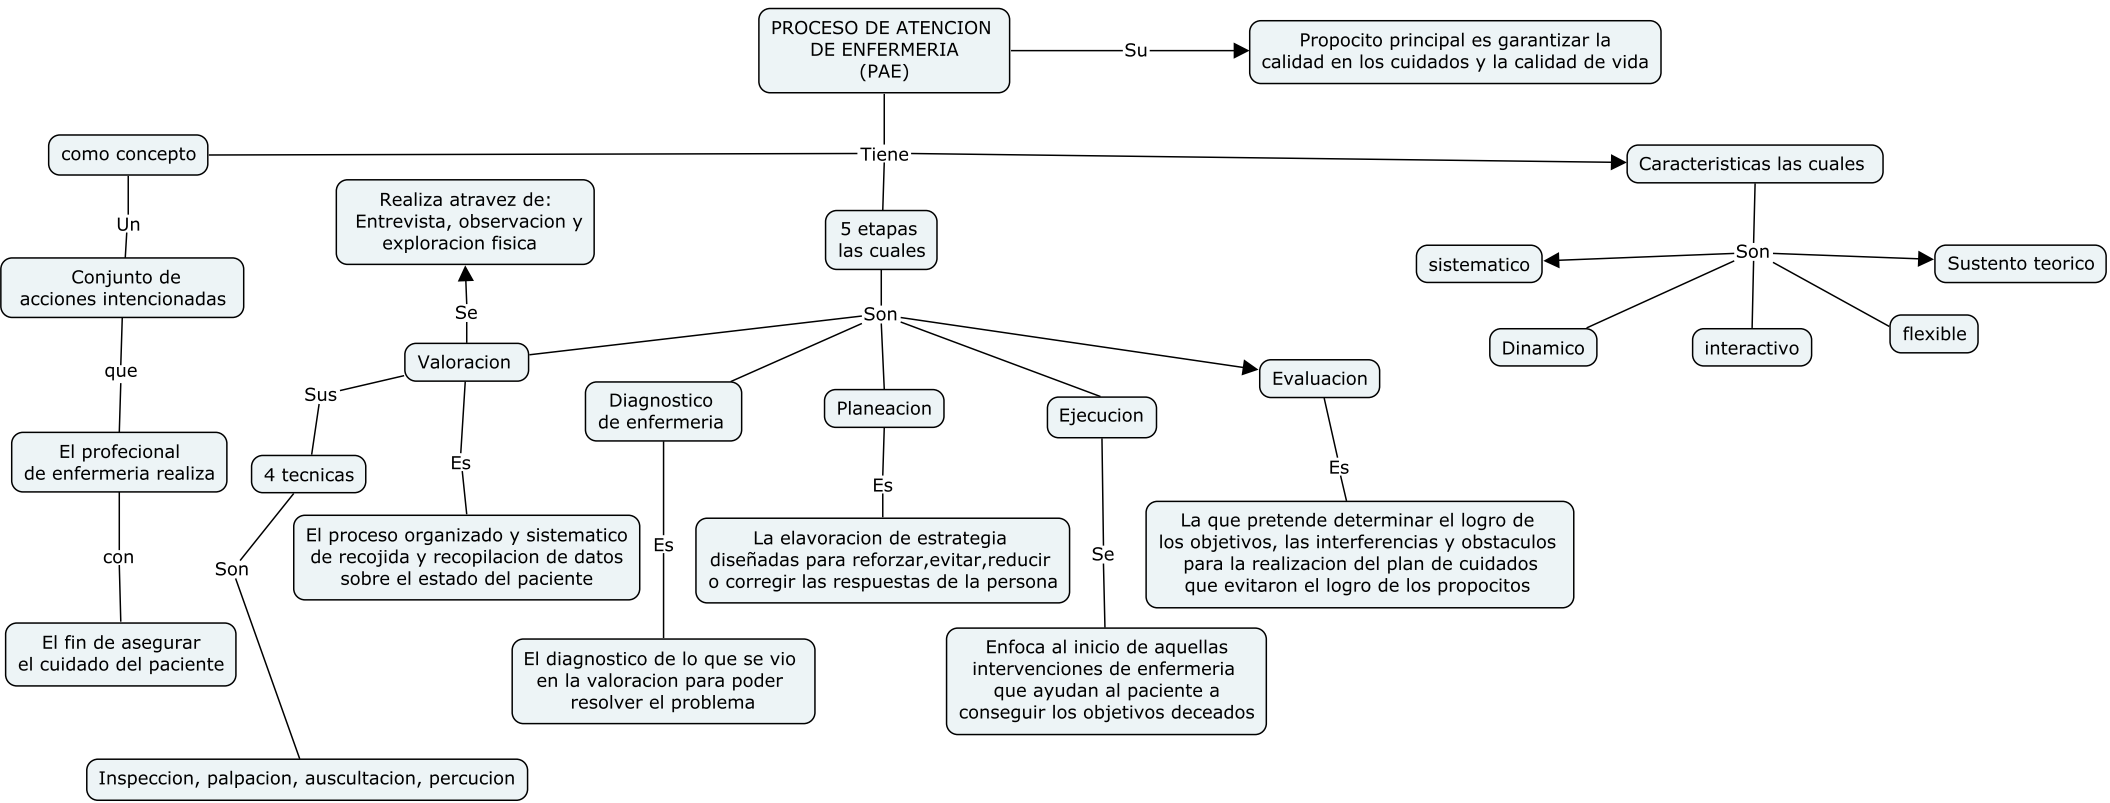 PROCESO DE ATENCION
DE ENFERMERIA
(PAE)
Su
Propocito principal es garantizar la
calidad en los cuidados y la calidad de vida
Tiene
como concepto
Un
Conjunto de
acciones intencionadas
que
El profecional
de enfermeria realiza
con
El fin de asegurar
el cuidado del paciente
5 etapas
las cuales
Son
Valoracion
Se
Realiza atravez de:
Entrevista, observacion y
exploracion fisica
Sus
4 tecnicas
Son
Inspeccion, palpacion, auscultacion, percucion
Es
El proceso organizado y sistematico
de recojida y recopilacion de datos
sobre el estado del paciente
Diagnostico
de enfermeria
Es
El diagnostico de lo que se vio
en la valoracion para poder
resolver el problema
Planeacion
Es
La elavoracion de estrategia
diseñadas para reforzar,evitar,reducir
o corregir las respuestas de la persona
Ejecucion
Se
Enfoca al inicio de aquellas
intervenciones de enfermeria
que ayudan al paciente a
conseguir los objetivos deceados
Evaluacion
Es
La que pretende determinar el logro de
los objetivos, las interferencias y obstaculos
para la realizacion del plan de cuidados
que evitaron el logro de los propocitos
Caracteristicas las cuales
Son
sistematico
Dinamico
interactivo
flexible
Sustento teorico